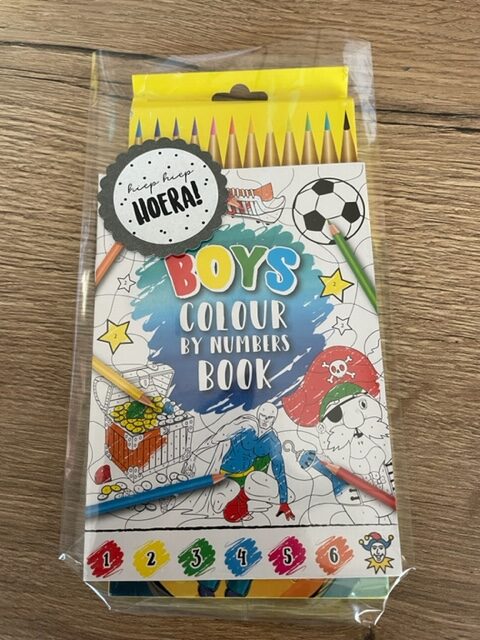 hiep hiep
HOERA!
BOYS
COLOUR
BY NUMBERS
BOOK
1 2 3 4 5 6